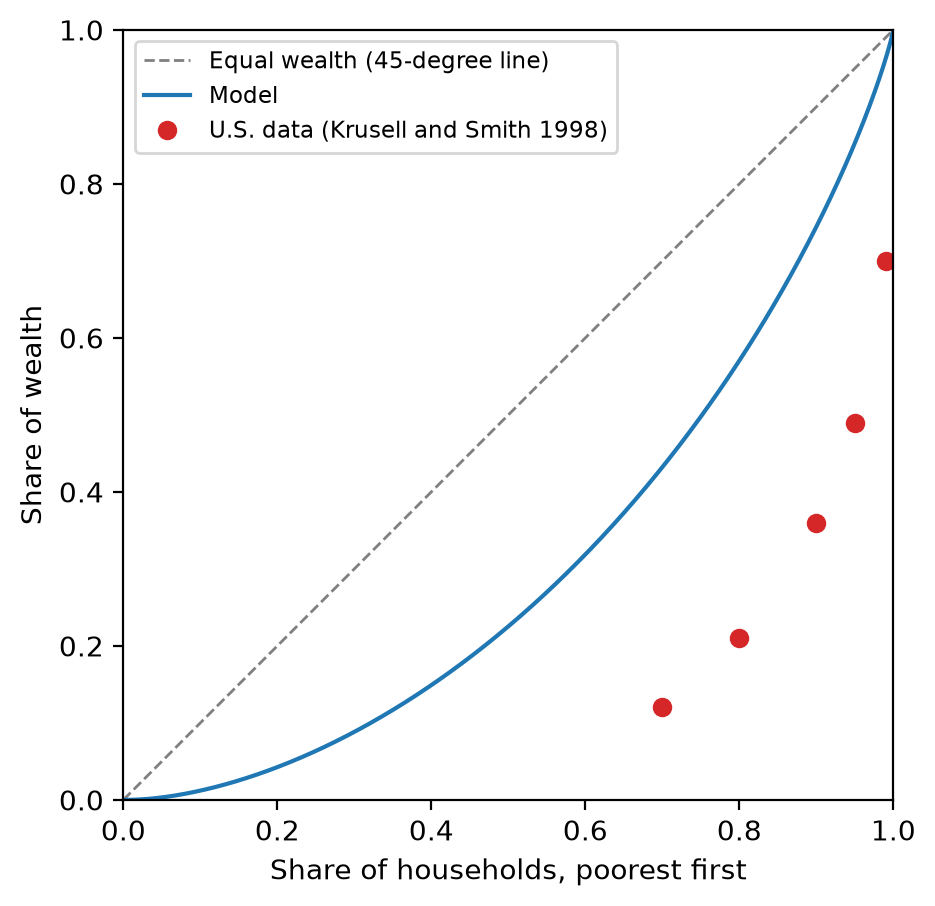 Equal wealth (45-degree line)
Model
U.S. data (Krusell and Smith 1998)
Share of wealth
1.0
0.8
0.6
0.4
0.2
0.0
0.0 0.2 0.4 0.6 0.8 1.0
Share of households, poorest first